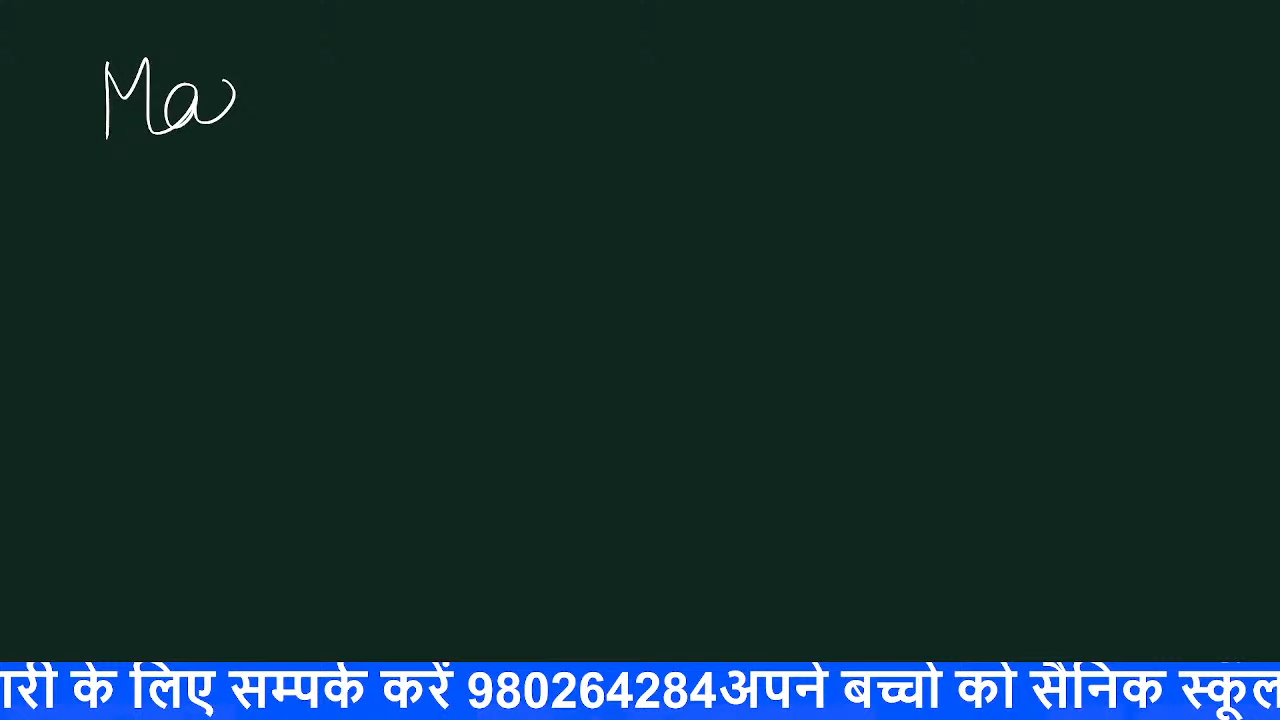 Ma
ारी के लिए सम्पर्क करें 980264284अपने बच्चो को सैनिक स्कूल